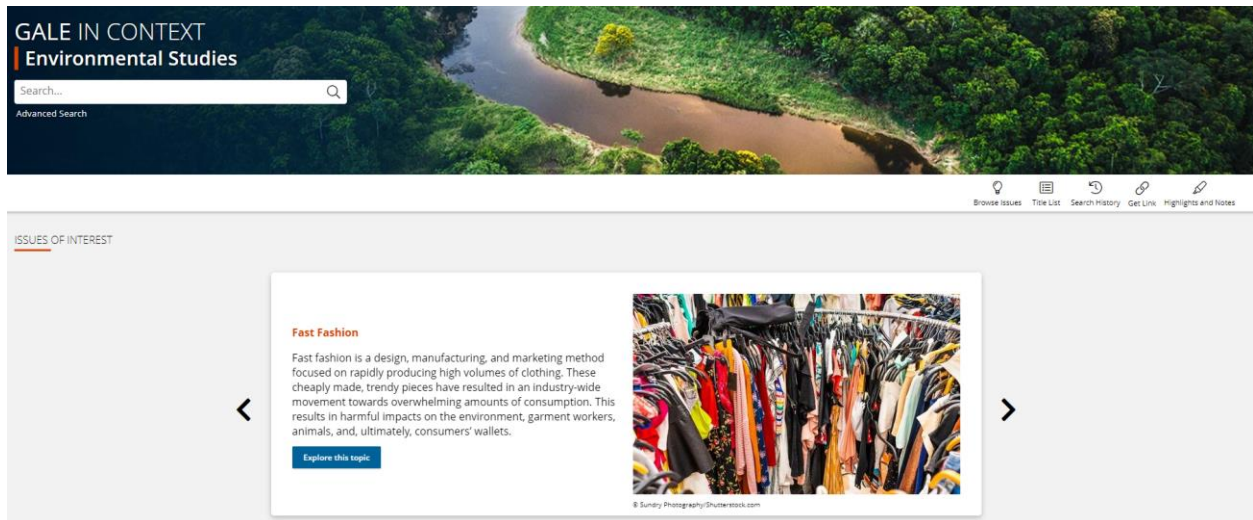 GALE IN CONTEXT
Environmental Studies
Search...
Advanced Search
Browse Issues
Title List
Search History
Get Link
Highlights and Notes
ISSUES OF INTEREST
Fast Fashion
Fast fashion is a design, manufacturing, and marketing method
focused on rapidly producing high volumes of clothing. These
cheaply made, trendy pieces have resulted in an industry-wide
movement towards overwhelming amounts of consumption. This
results in harmful impacts on the environment, garment workers,
animals, and, ultimately, consumers' wallets.
Explore this topic
© Sundry Photography/Shutterstock.com